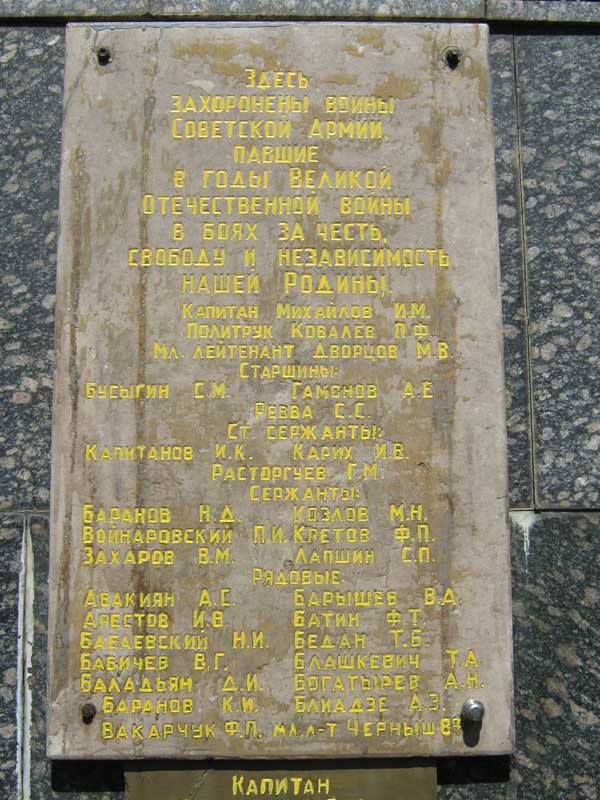 Здесь
захоронены воины
Советской Армии,
павшие
в годы Великой
Отечественной войны
в боях за честь,
свободу и независимость
нашей Родины.
Капитан Михайлов И.М.
Политрук Ковалев П.Ф.
Мл. лейтенант Дворцов М.В.
Старшины:
Бусыгин С.М. Гамонов А.Е
Ревва С.С.
Ст. сержанты:
Капитанов И.К. Карих И.В.
Расторгуев Г.М.
Сержанты:
Баранов Н.Д. Козлов М.Н.
Войнаровский П.И. Кретов Ф.П.
Захаров В.М. Лапшин С.П.
Рядовые:
Авакиян А.С. Барышев В.Д.
Арестов И.В. Батин Ф.Т.
Бабаевский Н.И. Бедан Т.Б.
Бабичев В.Г. Блашкевич Т.А
Баладьям Д.И. Богатырев А.Н.
Баранов К.И. Блиадзе А.З.
Вакарчук Ф.П. мл.л-т Черныш
Капитан